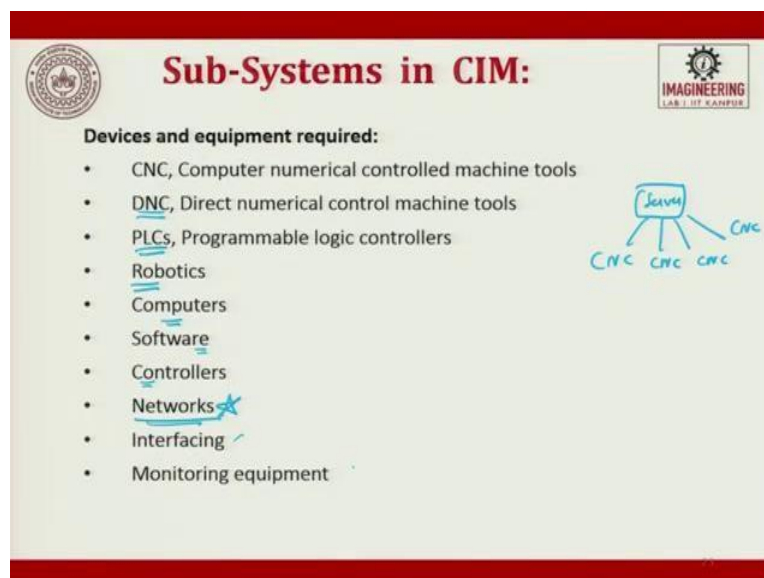 Sub-Systems in CIM:
IMAGINEERING
LAB | IIT KANPUR
Devices and equipment required:
• CNC, Computer numerical controlled machine tools
• DNC, Direct numerical control machine tools
• PLCs, Programmable logic controllers
• Robotics
• Computers
• Software
• Controllers
• Networks
• Interfacing
• Monitoring equipment
Server
CNC
CNC CNC CNC